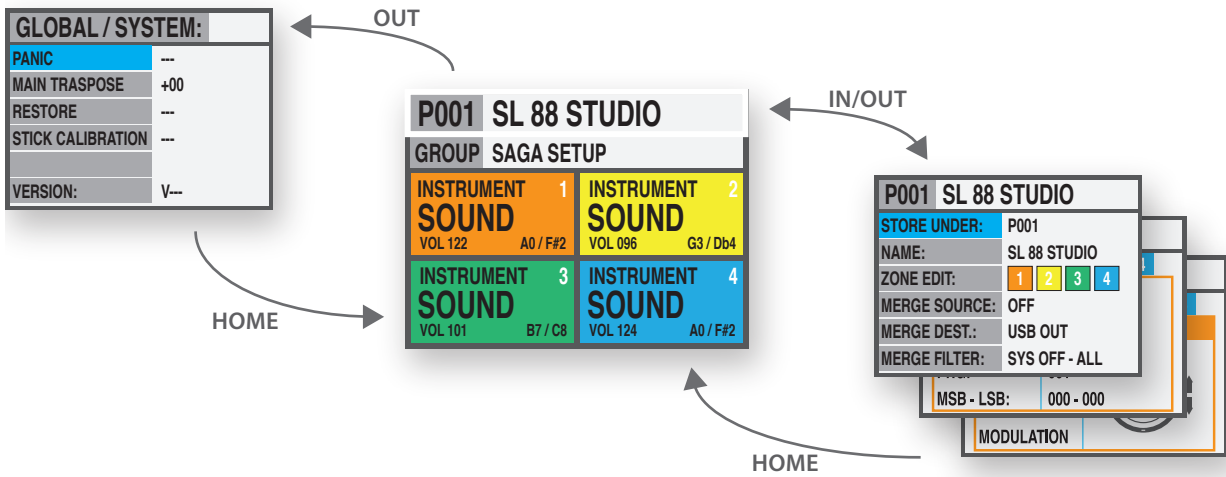 GLOBAL / SYSTEM:
PANIC ---
MAIN TRASPOSE +00
RESTORE ---
STICK CALIBRATION ---
VERSION: V---
OUT
HOME
P001 SL 88 STUDIO
GROUP SAGA SETUP
INSTRUMENT 1
SOUND
VOL 122 A0 / F#2
INSTRUMENT 2
SOUND
VOL 096 G3 / Db4
INSTRUMENT 3
SOUND
VOL 101 B7 / C8
INSTRUMENT 4
SOUND
VOL 124 A0 / F#2
IN/OUT
P001 SL 88 STUDIO
STORE UNDER: P001
NAME: SL 88 STUDIO
ZONE EDIT: 1 2 3 4
MERGE SOURCE: OFF
MERGE DEST.: USB OUT
MERGE FILTER: SYS OFF - ALL
MSB - LSB: 000 - 000
MODULATION
HOME